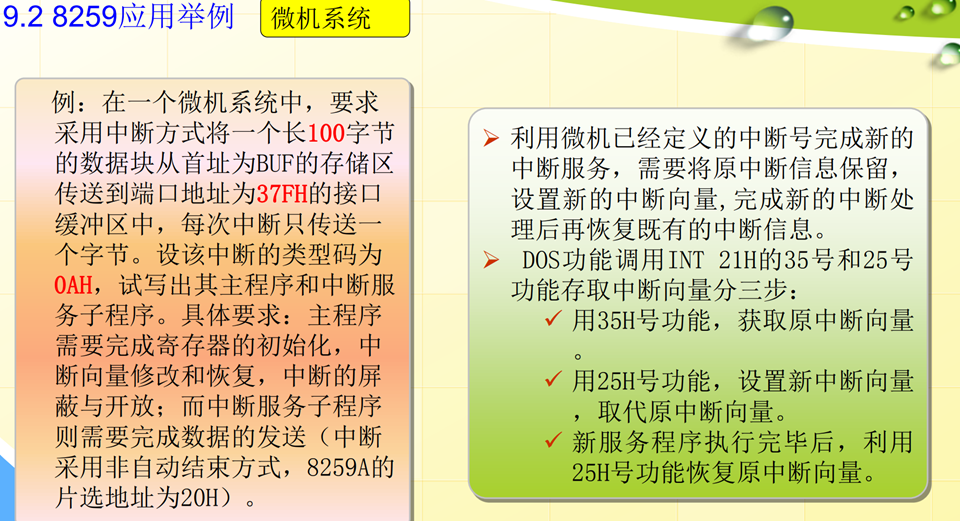 9.2 8259应用举例
微机系统
例：在一个微机系统中，要求
采用中断方式将一个长100字节
的数据块从首址为BUF的存储区
传送到端口地址为37FH的接口
缓冲区中，每次中断只传送一
个字节。设该中断的类型码为
0AH，试写出其主程序和中断服
务子程序。具体要求：主程序
需要完成寄存器的初始化，中
断向量修改和恢复，中断的屏
蔽与开放；而中断服务子程序
则需要完成数据的发送（中断
采用非自动结束方式，8259A的
片选地址为20H）。
利用微机已经定义的中断号完成新的
中断服务，需要将原中断信息保留，
设置新的中断向量,完成新的中断处
理后再恢复既有的中断信息。
DOS功能调用INT 21H的35号和25号
功能存取中断向量分三步：
用35H号功能，获取原中断向量
。
用25H号功能，设置新中断向量
，取代原中断向量。
新服务程序执行完毕后，利用
25H号功能恢复原中断向量。